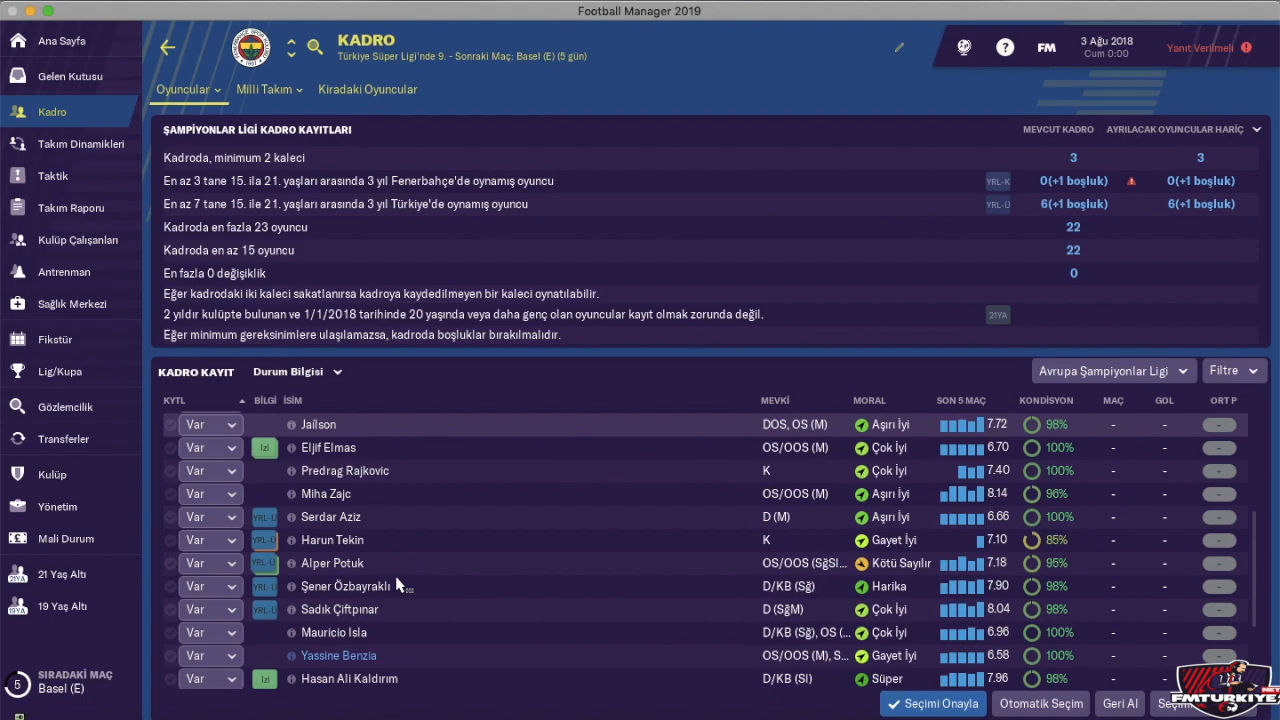 Football Manager 2019
Ana Sayfa
Gelen Kutusu
Kadro
Takım Dinamikleri
Taktik
Takım Raporu
Kulüp Çalışanları
Antrenman
Sağlık Merkezi
Fikstür
Lig/Kupa
Gözlemcilik
Transferler
Kulüp
Yönetim
Mali Durum
21YA 21 Yaş Altı
19YA 19 Yaş Altı
5 SIRADAKİ MAÇ
Basel (E)
KADRO
Türkiye Süper Ligi'nde 9. - Sonraki Maç: Basel (E) (5 gün)
FM
3 Ağu 2018
Cum 0:00
Yanıt Verilmeli
Oyuncular Milli Takım Kiradaki Oyuncular
ŞAMPİYONLAR LİGİ KADRO KAYITLARI MEVCUT KADRO AYRILACAK OYUNCULAR HARİÇ
Kadroda, minimum 2 kaleci 3 3
En az 3 tane 15. ila 21. yaşları arasında 3 yıl Fenerbahçe'de oynamış oyuncu YRL-K 0(+1 boşluk) 0(+1 boşluk)
En az 7 tane 15. ile 21. yaşları arasında 3 yıl Türkiye'de oynamış oyuncu YRL-Ü 6(+1 boşluk) 6(+1 boşluk)
Kadroda en fazla 23 oyuncu 22
Kadroda en az 15 oyuncu 22
En fazla 0 değişiklik 0
Eğer kadrodaki iki kaleci sakatlanırsa kadroya kaydedilmeyen bir kaleci oynatılabilir.
2 yıldır kulüpte bulunan ve 1/1/2018 tarihinde 20 yaşında veya daha genç olan oyuncular kayıt olmak zorunda değil. 21YA
Eğer minimum gereksinimlere ulaşılamazsa, kadroda boşluklar bırakılmalıdır.
KADRO KAYIT Durum Bilgisi Avrupa Şampiyonlar Ligi Filtre
KYTL BİLGİ İSİM MEVKİ MORAL SON 5 MAÇ KONDİSYON MAÇ GOL ORT P
Var Jaílson DOS, OS (M) Aşırı İyi 7.72 98% - - -
Var İzi Eljif Elmas OS/OOS (M) Çok İyi 6.70 100% - - -
Var Predrag Rajkovic K Çok İyi 7.40 100% - - -
Var Miha Zajc OS/OOS (M) Aşırı İyi 8.14 96% - - -
Var YRL-Ü Serdar Aziz D (M) Aşırı İyi 6.66 100% - - -
Var YRL-Ü Harun Tekin K Gayet İyi 7.10 85% - - -
Var YRL-Ü Alper Potuk OS/OOS (SğSl... Kötü Sayılır 7.18 95% - - -
Var YRL-Ü Şener Özbayraklı D/KB (Sğ) Harika 7.90 98% - - -
Var YRL-Ü Sadık Çiftpınar D (SğM) Çok İyi 8.04 98% - - -
Var Mauricio Isla D/KB (Sğ), OS (... Çok İyi 6.96 100% - - -
Var Yassine Benzia OS/OOS (M), S... Gayet İyi 6.58 100% - - -
Var İzi Hasan Ali Kaldırım D/KB (Sl) Süper 7.96 98% - - -
Seçimi Onayla Otomatik Seçim Geri Al
FMTURKIYE.NET